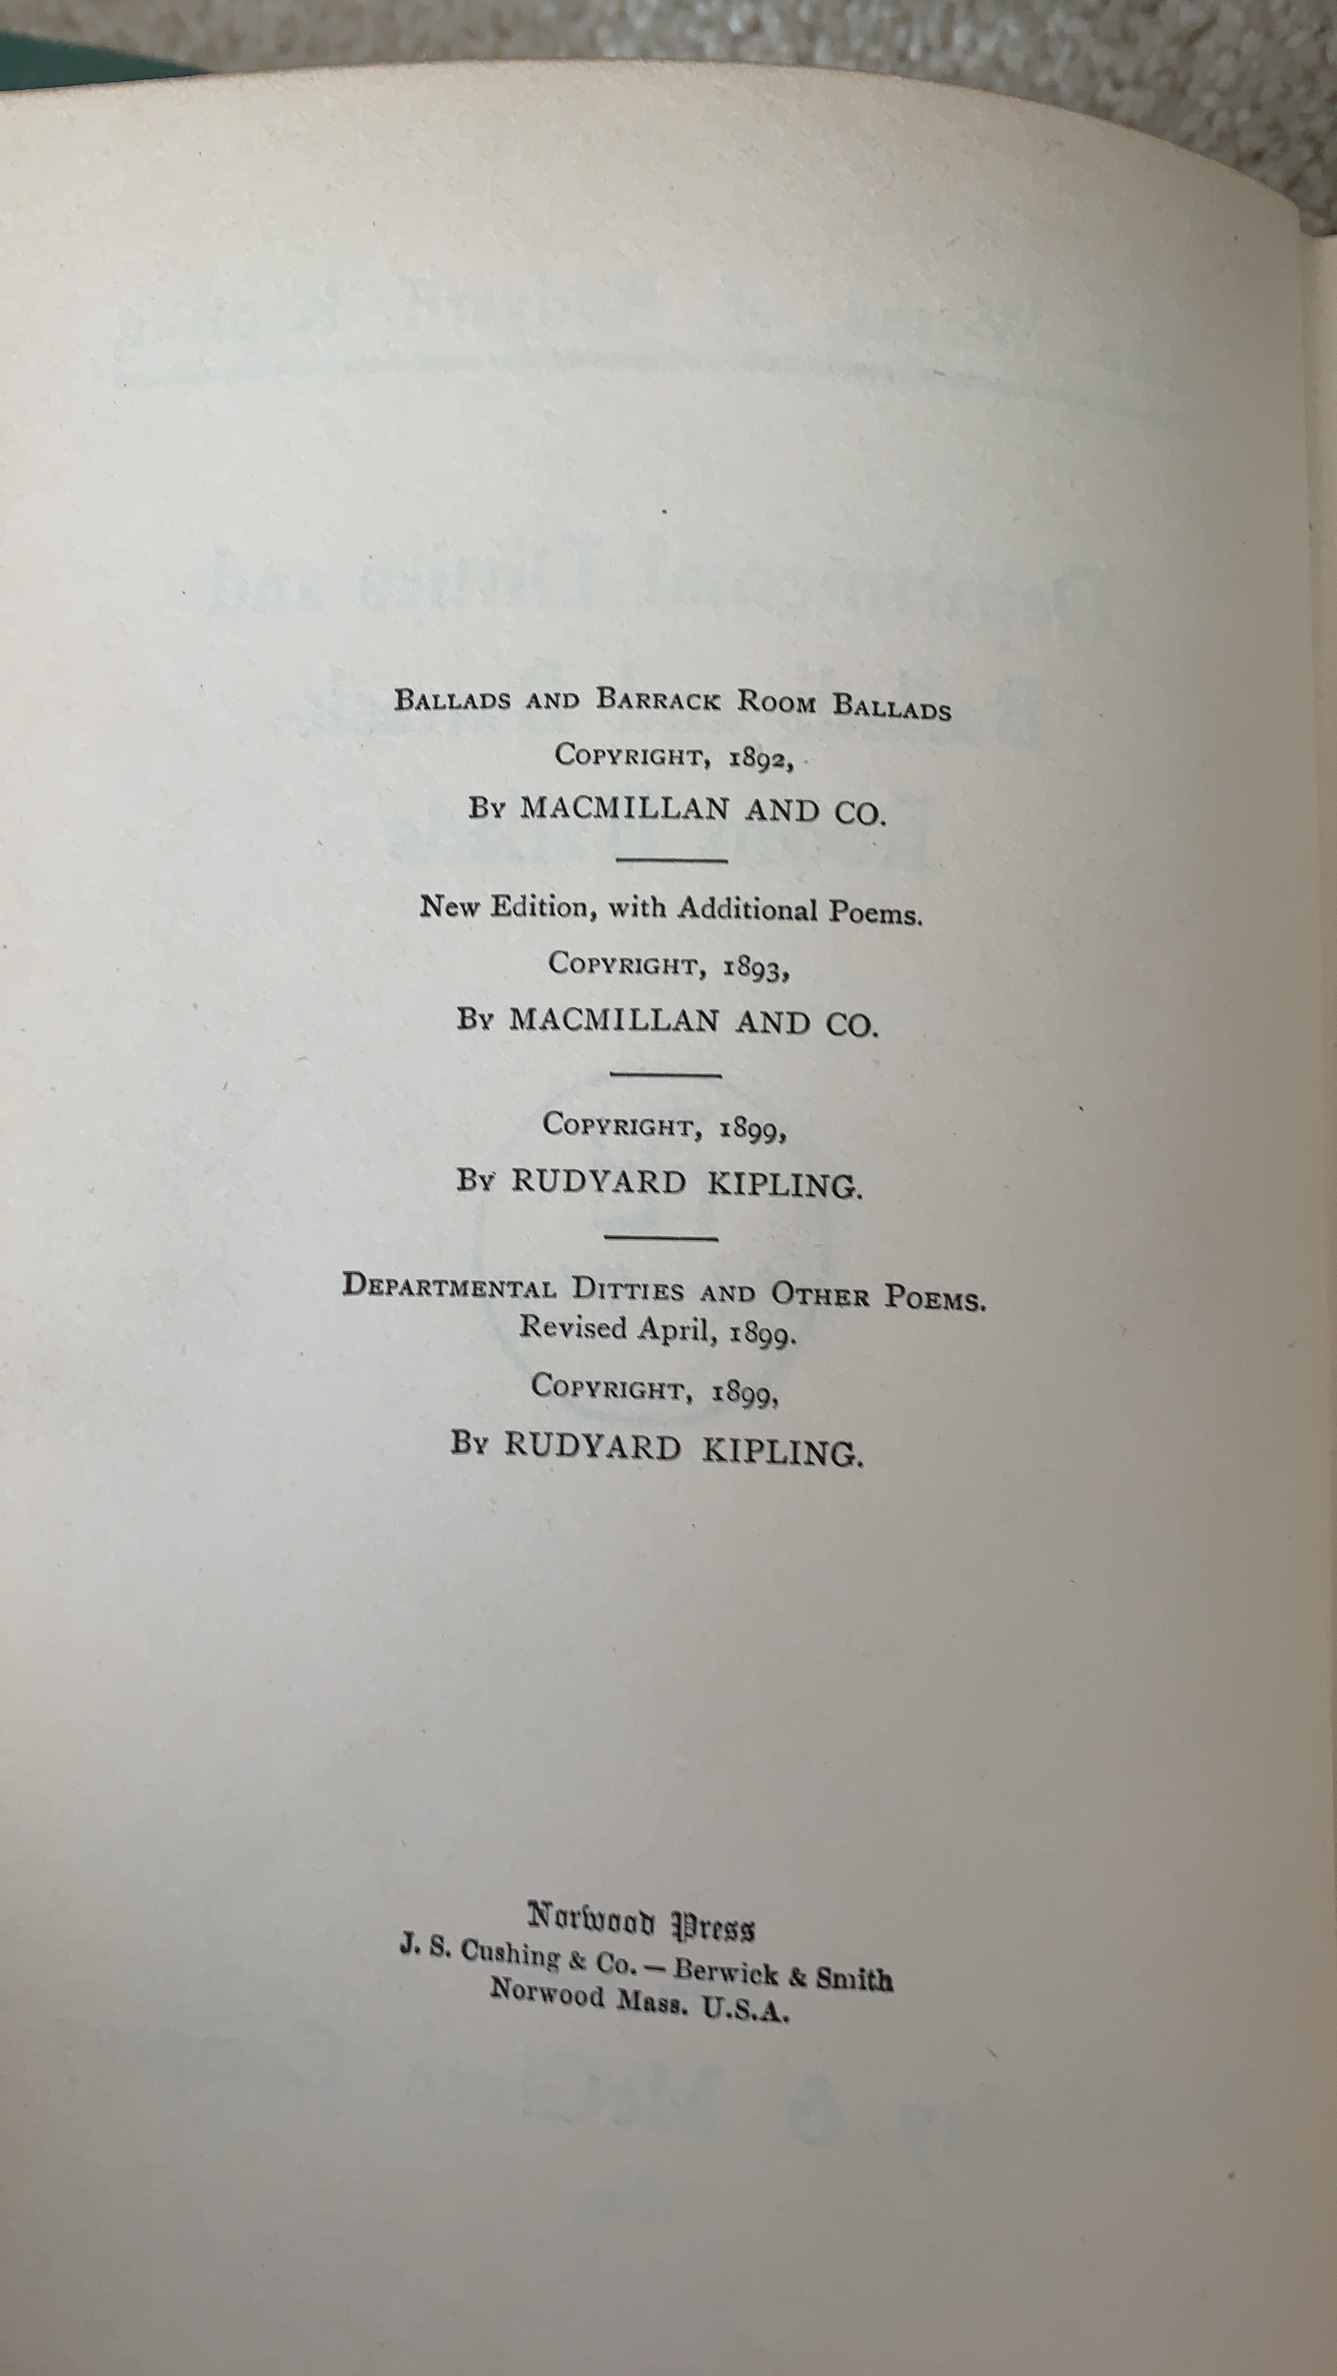 BALLADS AND BARRACK ROOM BALLADS
COPYRIGHT, 1892,
BY MACMILLAN AND CO.
New Edition, with Additional Poems.
COPYRIGHT, 1893,
BY MACMILLAN AND CO.
COPYRIGHT, 1899,
BY RUDYARD KIPLING.
DEPARTMENTAL DITTIES AND OTHER POEMS.
Revised April, 1899.
COPYRIGHT, 1899,
BY RUDYARD KIPLING.
Norwood Press
J. S. Cushing & Co. — Berwick & Smith
Norwood Mass. U.S.A.